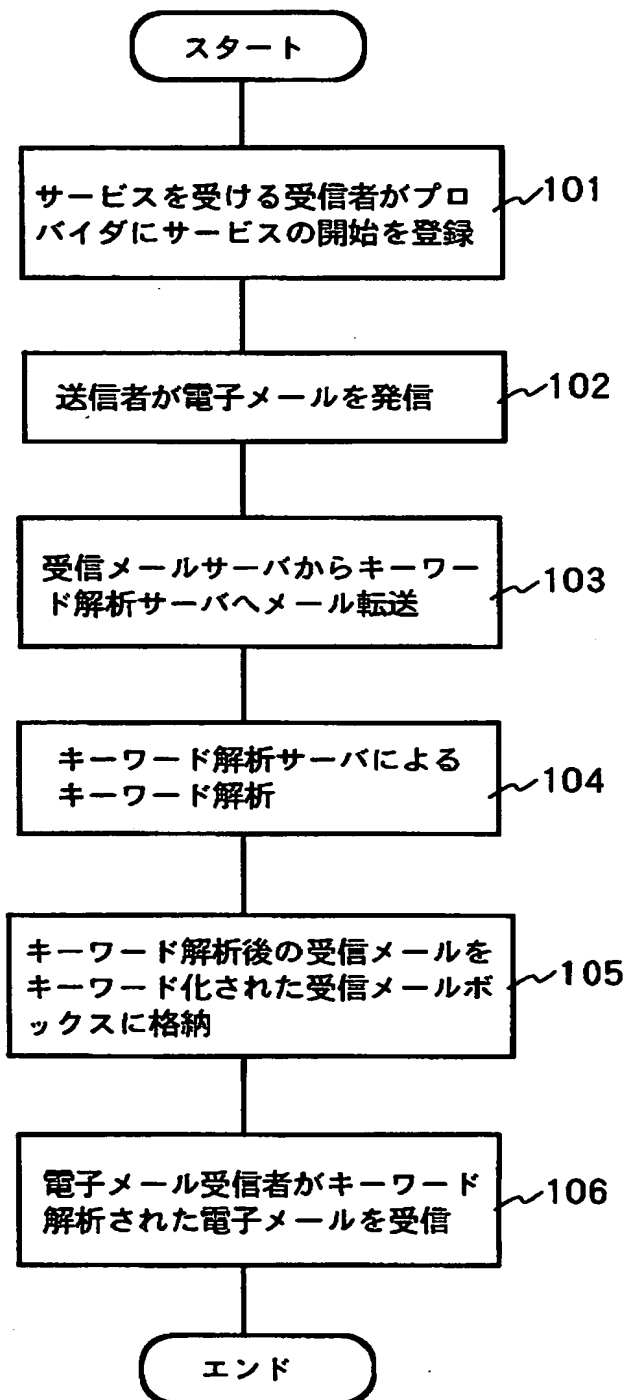 スタート
サービスを受ける受信者がプロ
バイダにサービスの開始を登録
101
送信者が電子メールを発信
102
受信メールサーバからキーワー
ド解析サーバへメール転送
103
キーワード解析サーバによる
キーワード解析
104
キーワード解析後の受信メールを
キーワード化された受信メールボ
ックスに格納
105
電子メール受信者がキーワード
解析された電子メールを受信
106
エンド